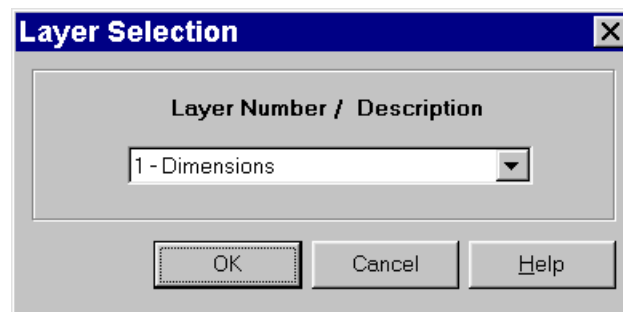 Layer Selection
Layer Number / Description
1 - Dimensions
OK Cancel Help